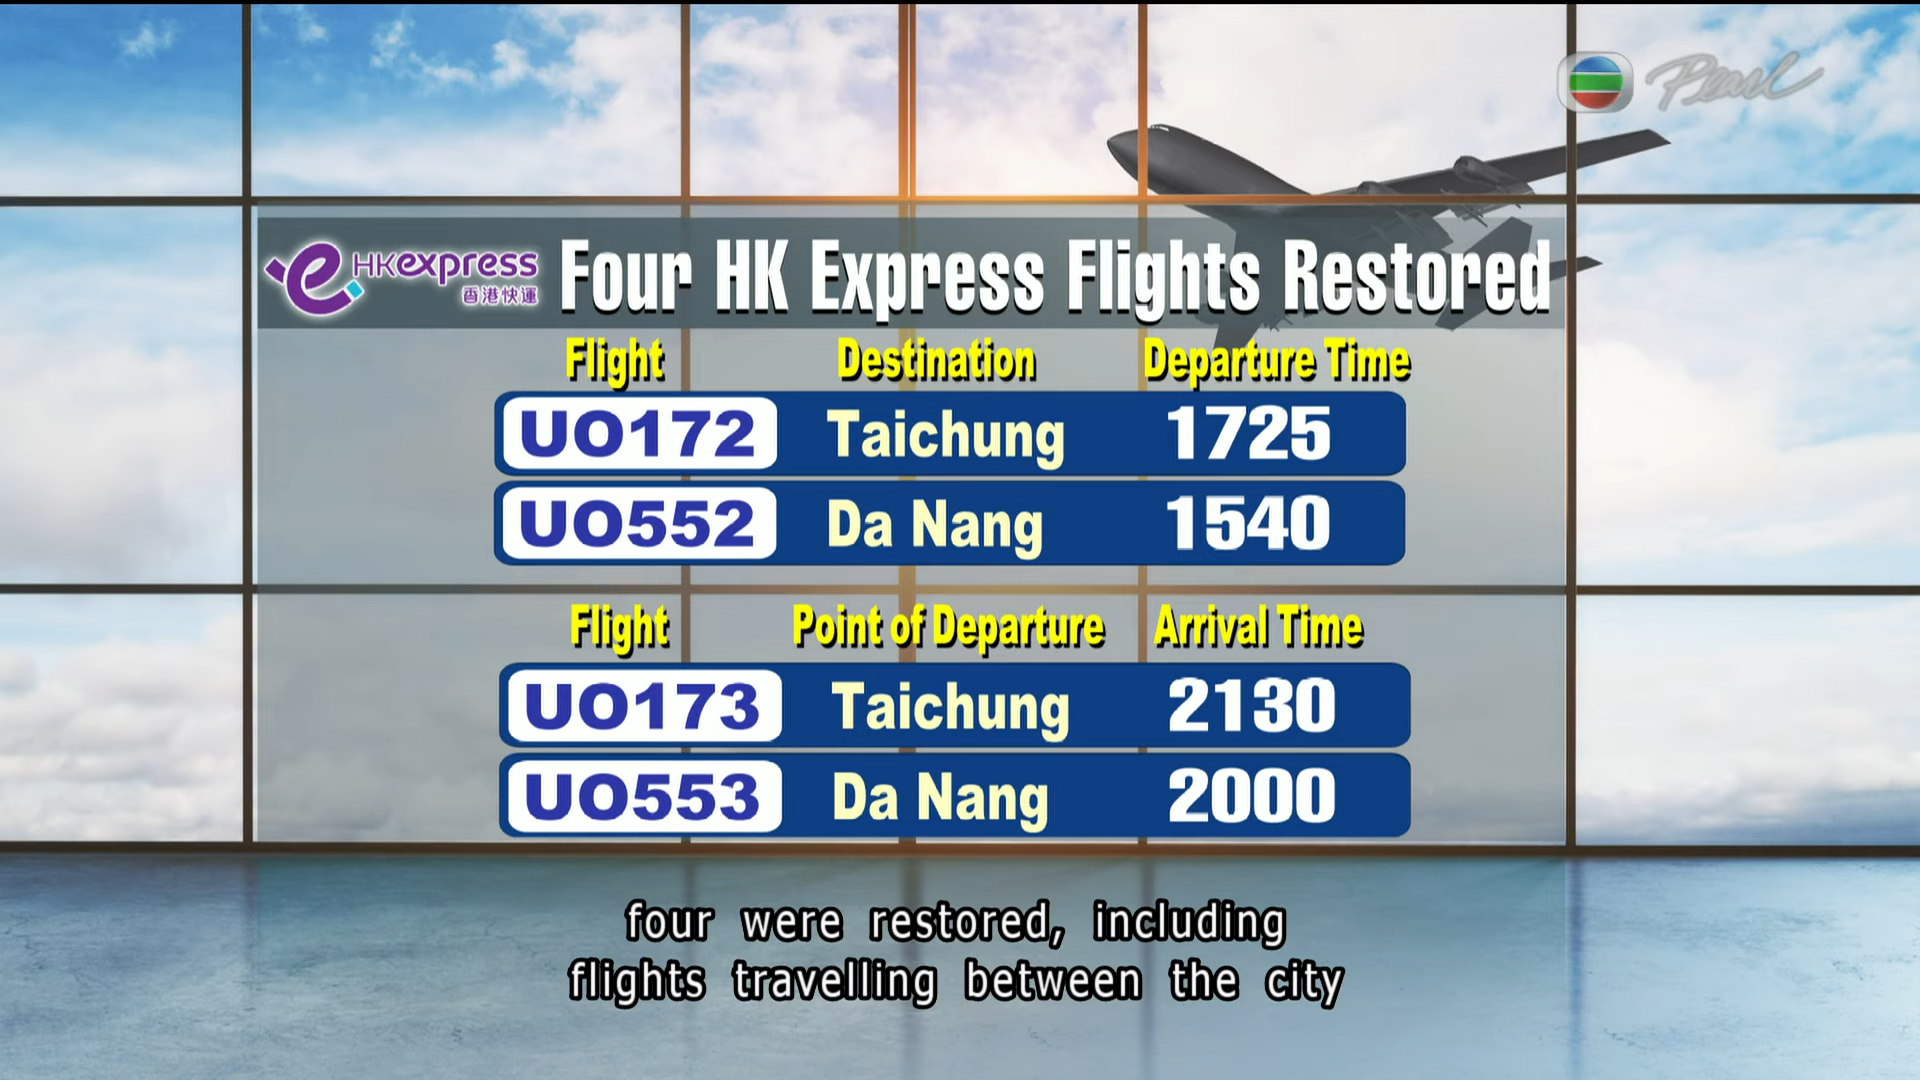 Pearl
HKexpress
香港快運
Four HK Express Flights Restored
Flight Destination Departure Time
UO172 Taichung 1725
UO552 Da Nang 1540
Flight Point of Departure Arrival Time
UO173 Taichung 2130
UO553 Da Nang 2000
four were restored, including
flights travelling between the city